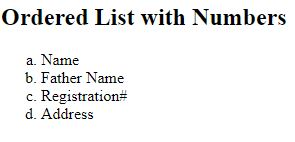 Ordered List with Numbers
a. Name
b. Father Name
c. Registration#
d. Address